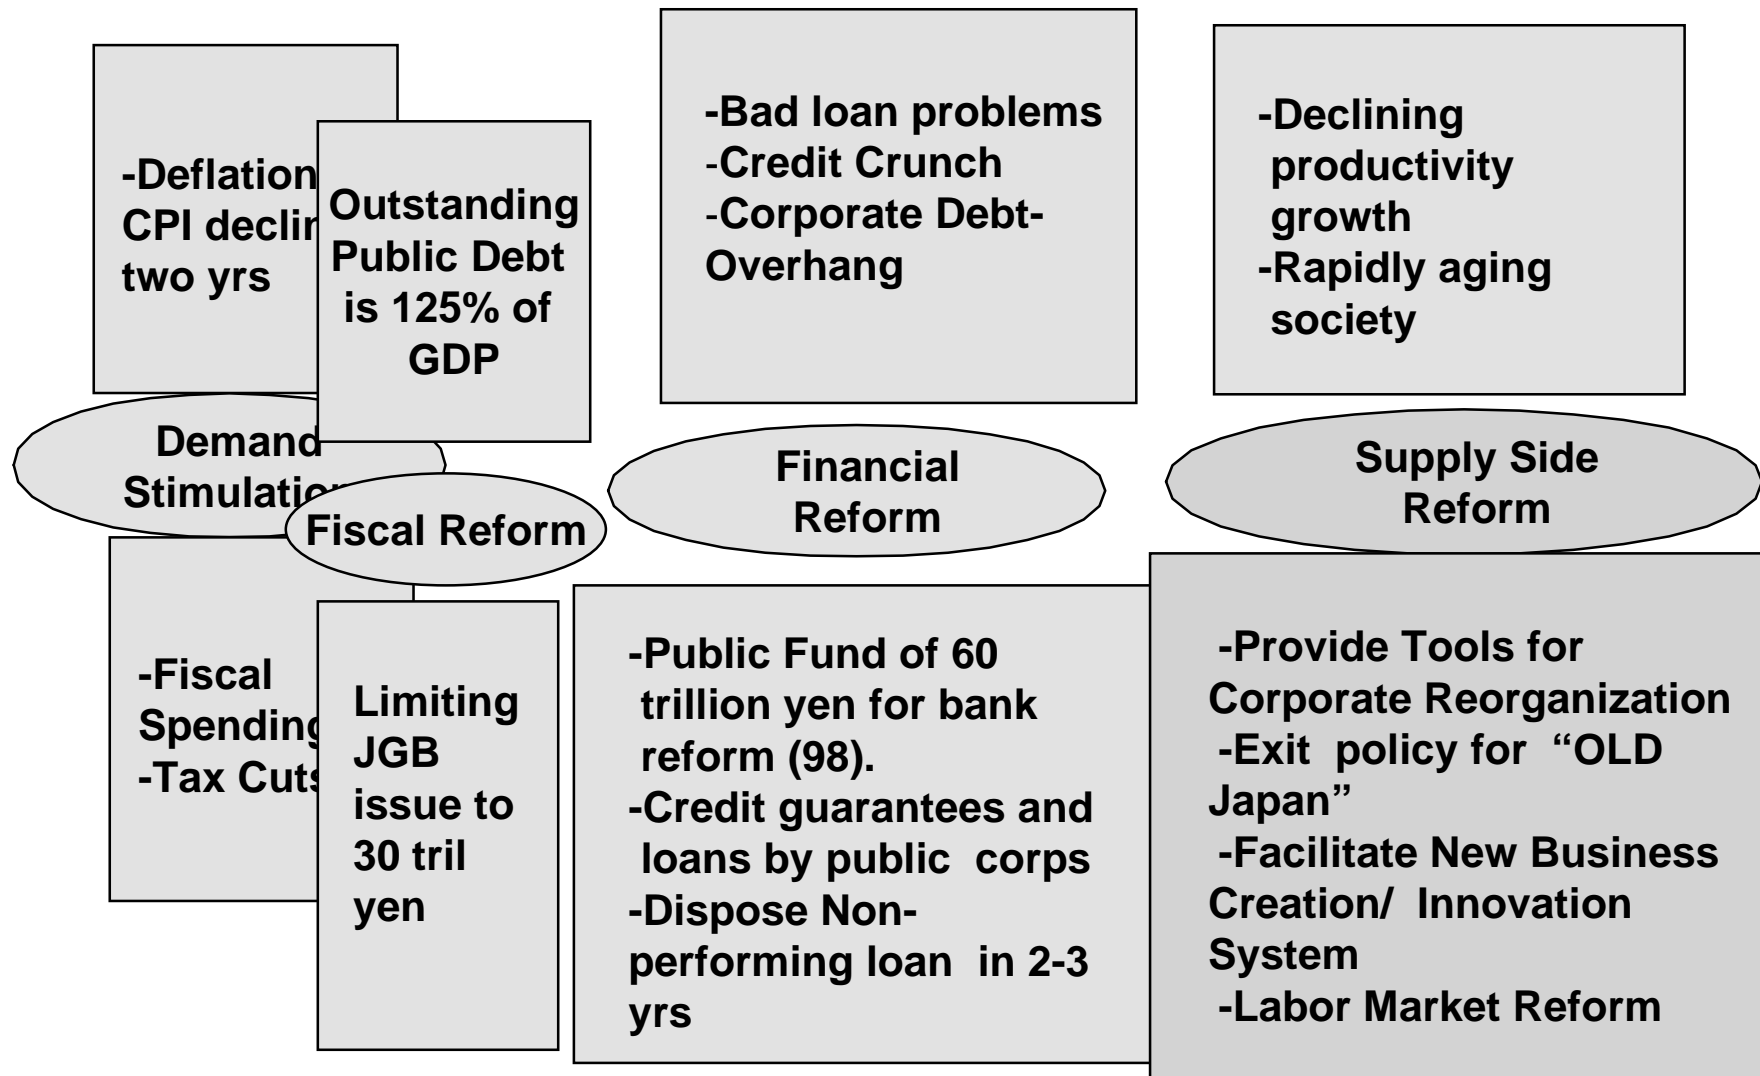 -Deflation
CPI declin
two yrs
Outstanding
Public Debt
is 125% of
GDP
-Bad loan problems
-Credit Crunch
-Corporate Debt-
Overhang
-Declining
productivity
growth
-Rapidly aging
society
Demand
Stimulation
Fiscal Reform
Financial
Reform
Supply Side
Reform
-Fiscal
Spending
-Tax Cuts
Limiting
JGB
issue to
30 tril
yen
-Public Fund of 60
trillion yen for bank
reform (98).
-Credit guarantees and
loans by public corps
-Dispose Non-
performing loan in 2-3
yrs
-Provide Tools for
Corporate Reorganization
-Exit policy for “OLD
Japan”
-Facilitate New Business
Creation/ Innovation
System
-Labor Market Reform